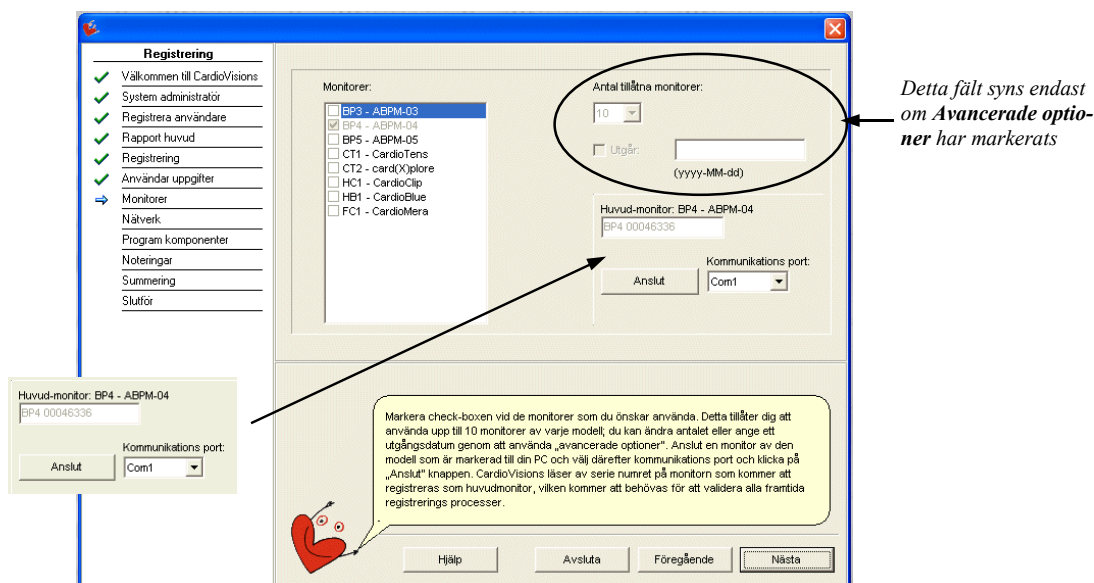 Registrering
Välkommen till CardioVisions
System administratör
Registrera användare
Rapport huvud
Registrering
Användar uppgifter
Monitorer
Nätverk
Program komponenter
Noteringar
Summering
Slutför
Monitorer:
BP3 - ABPM-03
BP4 - ABPM-04
BP5 - ABPM-05
CT1 - CardioTens
CT2 - card(X)plore
HC1 - CardioClip
HB1 - CardioBlue
FC1 - CardioMera
Antal tillåtna monitorer:
10
Utgår:
(yyyy-MM-dd)
Huvud-monitor: BP4 - ABPM-04
BP4 00046336
Kommunikations port:
Anslut
Com1
Detta fält syns endast
om Avancerade optio-
ner har markerats
Huvud-monitor: BP4 - ABPM-04
BP4 00046336
Kommunikations port:
Anslut
Com1
Markera check-boxen vid de monitorer som du önskar använda. Detta tillåter dig att
använda upp till 10 monitorer av varje modell; du kan ändra antalet eller ange ett
utgångsdatum genom att använda „avancerade optioner". Anslut en monitor av den
modell som är markerad till din PC och välj därefter kommunikations port och klicka på
„Anslut" knappen. CardioVisions läser av serie numret på monitorn som kommer att
registreras som huvudmonitor, vilken kommer att behövas för att validera alla framtida
registrerings processer.
.
Hjälp
Avsluta
Föregående
Nästa